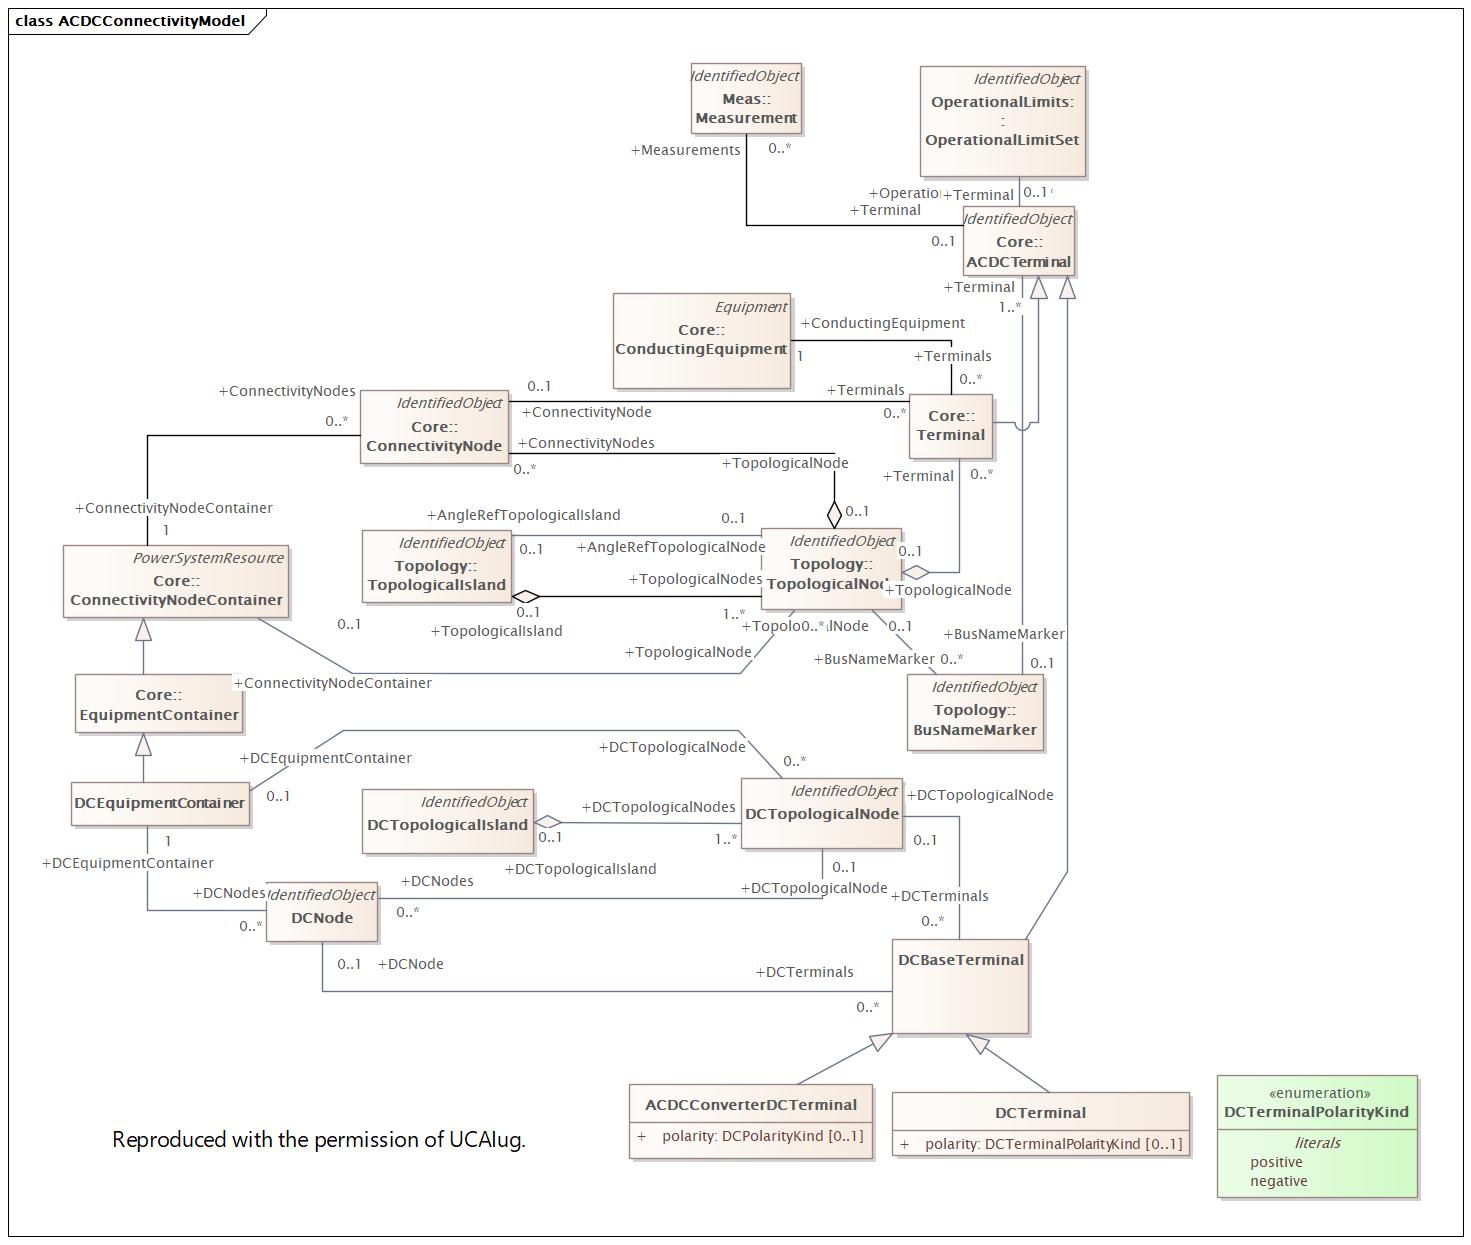 class ACDCConnectivityModel
IdentifiedObject
Meas::
Measurement
IdentifiedObject
OperationalLimits:
:
OperationalLimitSet
+Measurements
0..*
+Terminal
0..1
+Terminal
0..1
IdentifiedObject
Core::
ACDCTerminal
+Terminal
1..*
Equipment
Core::
ConductingEquipment
+ConductingEquipment
1
+Terminals
0..*
+ConnectivityNodes
0..*
IdentifiedObject
Core::
ConnectivityNode
0..1
+ConnectivityNode
+Terminals
0..*
Core::
Terminal
+ConnectivityNodes
0..*
+TopologicalNode
0..1
+Terminal
0..*
+ConnectivityNodeContainer
1
PowerSystemResource
Core::
ConnectivityNodeContainer
+AngleRefTopologicalIsland
0..1
0..1
+AngleRefTopologicalNode
IdentifiedObject
Topology::
TopologicalIsland
+TopologicalNodes
1..*
0..1
+TopologicalIsland
IdentifiedObject
Topology::
TopologicalNode
0..1
+TopologicalNode
0..1
0..*
+TopologicalNode
+ConnectivityNodeContainer
0..1
+BusNameMarker
0..*
+BusNameMarker
0..1
IdentifiedObject
Topology::
BusNameMarker
Core::
EquipmentContainer
+DCEquipmentContainer
0..1
+DCTopologicalNode
0..*
DCEquipmentContainer
IdentifiedObject
DCTopologicalIsland
+DCTopologicalNodes
1..*
0..1
+DCTopologicalIsland
IdentifiedObject
DCTopologicalNode
+DCTopologicalNode
0..1
1
+DCEquipmentContainer
+DCNodes
0..*
IdentifiedObject
DCNode
+DCNodes
0..*
0..1
+DCTopologicalNode
+DCTerminals
0..*
0..1
+DCNode
+DCTerminals
0..*
DCBaseTerminal
ACDCConverterDCTerminal
+ polarity: DCPolarityKind [0..1]
DCTerminal
+ polarity: DCTerminalPolarityKind [0..1]
«enumeration»
DCTerminalPolarityKind
literals
positive
negative
Reproduced with the permission of UCAIug.